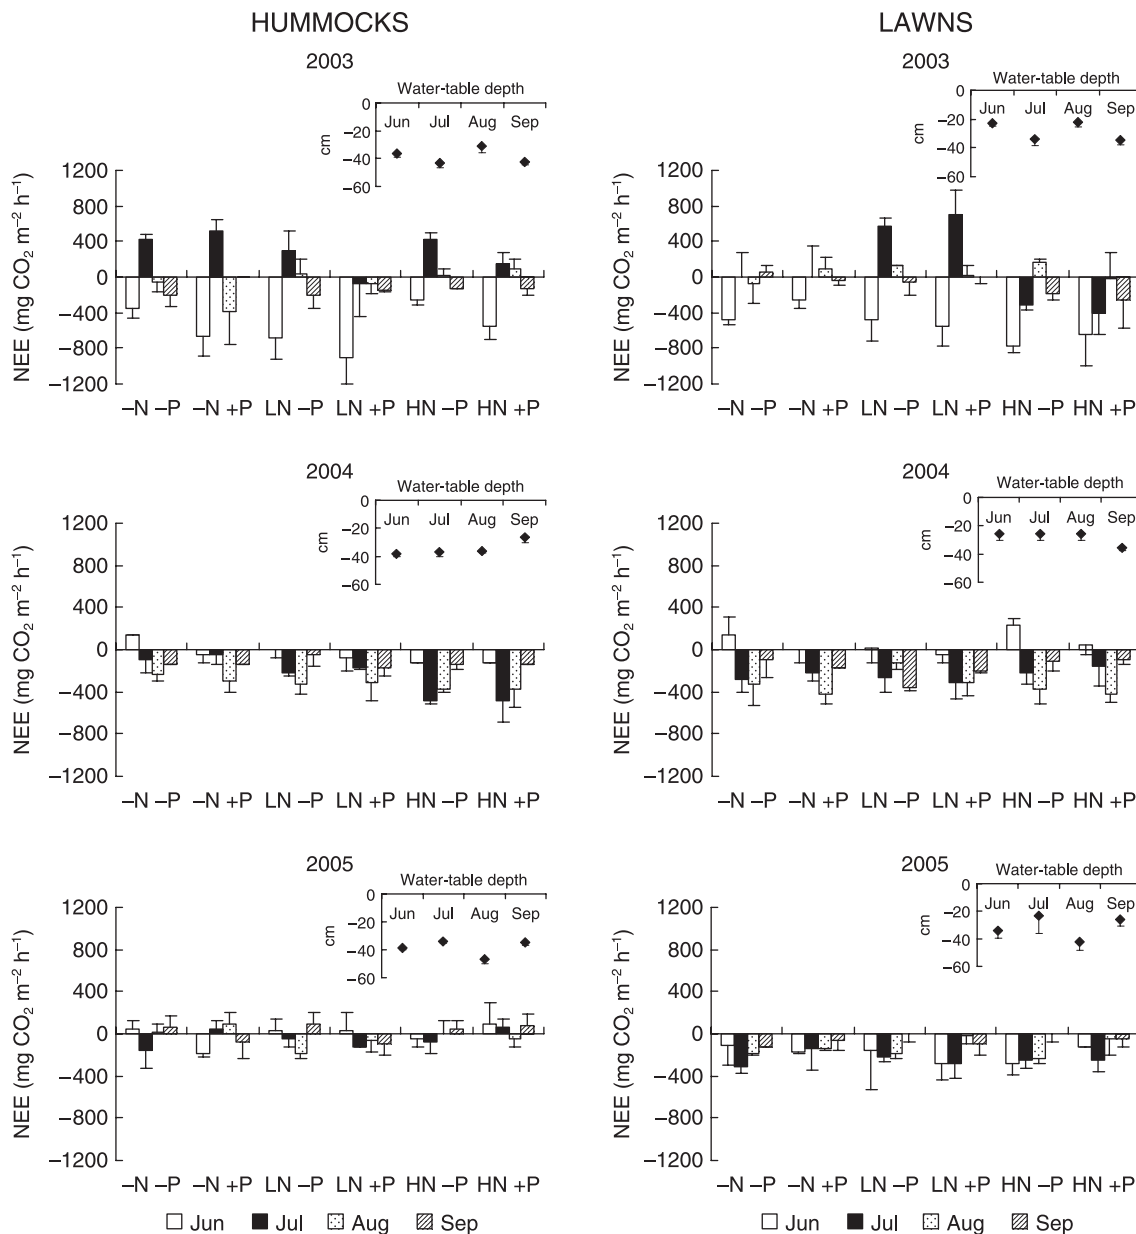 HUMMOCKS
2003
Water-table depth
0
−20
−40
−60
cm
Jun Jul Aug Sep
1200
800
400
0
−400
−800
−1200
NEE (mg CO₂ m⁻² h⁻¹)
−N −P −N +P LN −P LN +P HN −P HN +P
LAWNS
2003
Water-table depth
0
−20
−40
−60
cm
Jun Jul Aug Sep
1200
800
400
0
−400
−800
−1200
NEE (mg CO₂ m⁻² h⁻¹)
−N −P −N +P LN −P LN +P HN −P HN +P
2004
Water-table depth
0
−20
−40
−60
cm
Jun Jul Aug Sep
1200
800
400
0
−400
−800
−1200
NEE (mg CO₂ m⁻² h⁻¹)
−N −P −N +P LN −P LN +P HN −P HN +P
2004
Water-table depth
0
−20
−40
−60
cm
Jun Jul Aug Sep
1200
800
400
0
−400
−800
−1200
NEE (mg CO₂ m⁻² h⁻¹)
−N −P −N +P LN −P LN +P HN −P HN +P
2005
Water-table depth
0
−20
−40
−60
cm
Jun Jul Aug Sep
1200
800
400
0
−400
−800
−1200
NEE (mg CO₂ m⁻² h⁻¹)
−N −P −N +P LN −P LN +P HN −P HN +P
Jun Jul Aug Sep
2005
Water-table depth
0
−20
−40
−60
cm
Jun Jul Aug Sep
1200
800
400
0
−400
−800
−1200
NEE (mg CO₂ m⁻² h⁻¹)
−N −P −N +P LN −P LN +P HN −P HN +P
Jun Jul Aug Sep